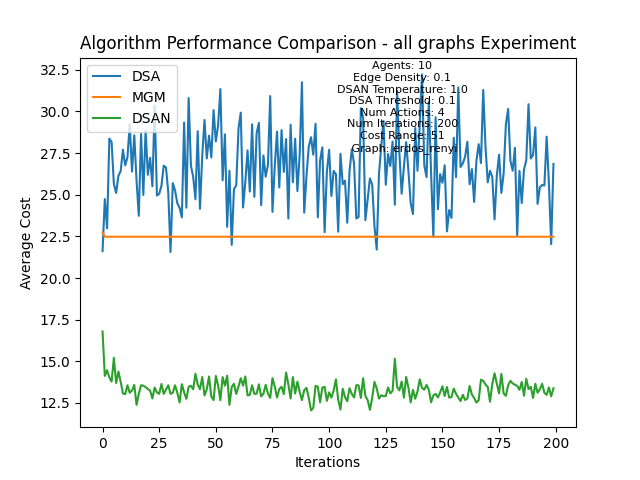 Algorithm Performance Comparison - all graphs Experiment
DSA
MGM
DSAN
Agents: 10
Edge Density: 0.1
DSAN Temperature: 1.0
DSA Threshold: 0.1
Num Actions: 4
Num Iterations: 200
Cost Range: 51
Graph: erdos_renyi
Average Cost
32.5
30.0
27.5
25.0
22.5
20.0
17.5
15.0
12.5
0 25 50 75 100 125 150 175 200
Iterations